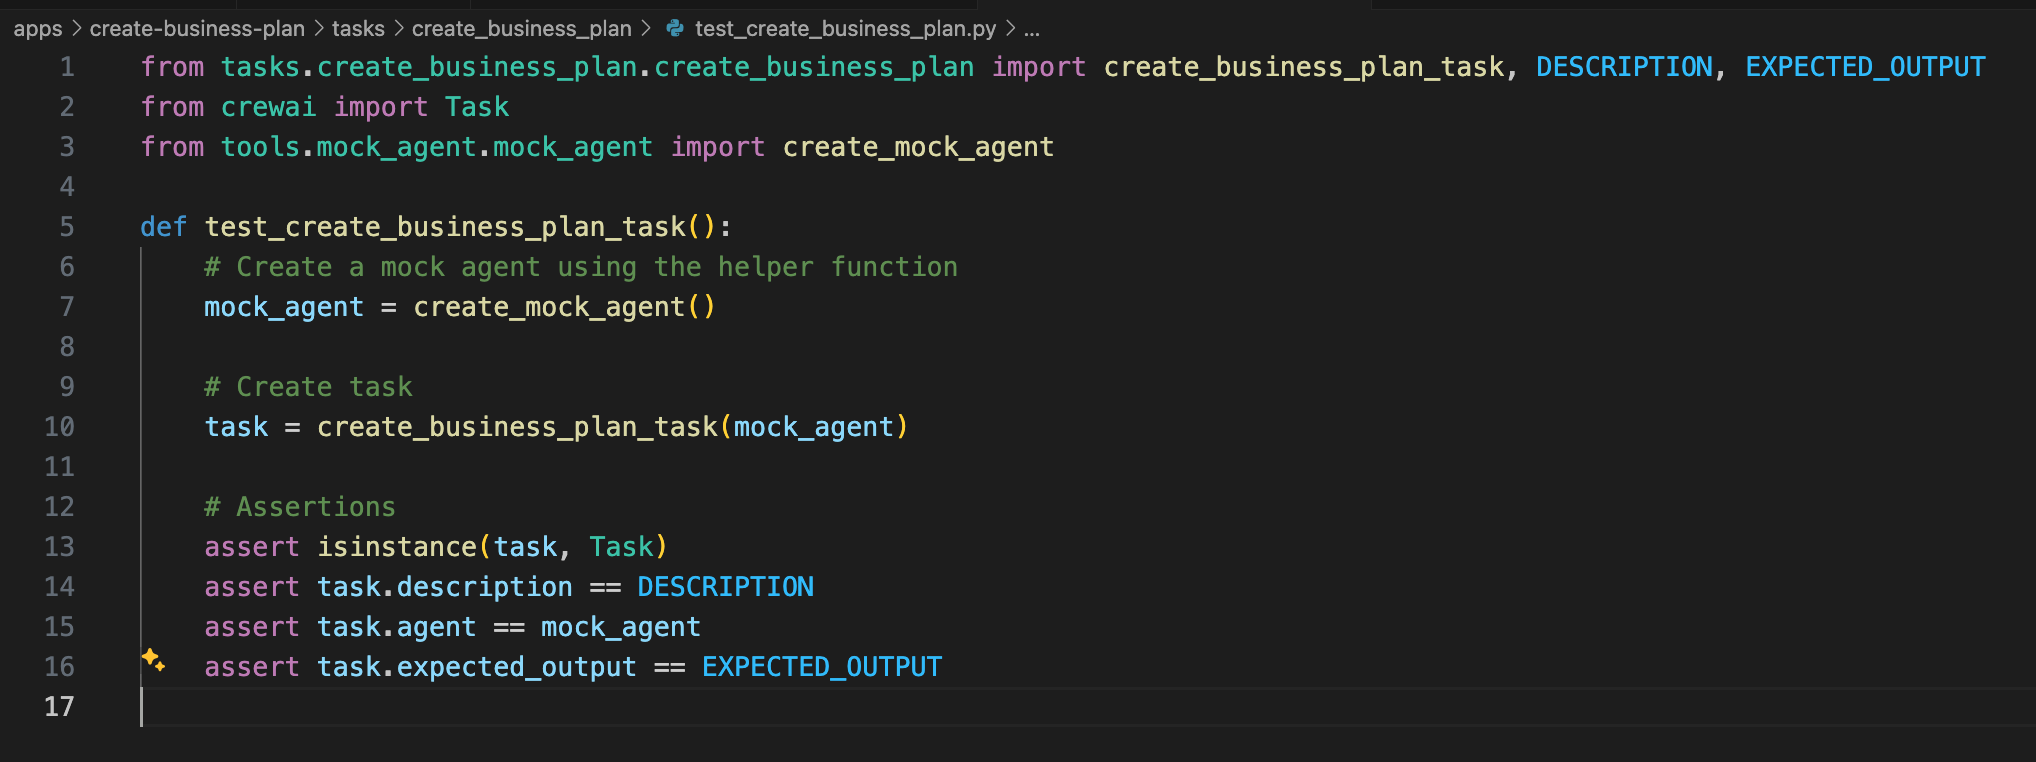 apps > create-business-plan > tasks > create_business_plan > test_create_business_plan.py > ...
1 from tasks.create_business_plan.create_business_plan import create_business_plan_task, DESCRIPTION, EXPECTED_OUTPUT
2 from crewai import Task
3 from tools.mock_agent.mock_agent import create_mock_agent
4
5 def test_create_business_plan_task():
6     # Create a mock agent using the helper function
7     mock_agent = create_mock_agent()
8
9     # Create task
10     task = create_business_plan_task(mock_agent)
11
12     # Assertions
13     assert isinstance(task, Task)
14     assert task.description == DESCRIPTION
15     assert task.agent == mock_agent
16     assert task.expected_output == EXPECTED_OUTPUT
17